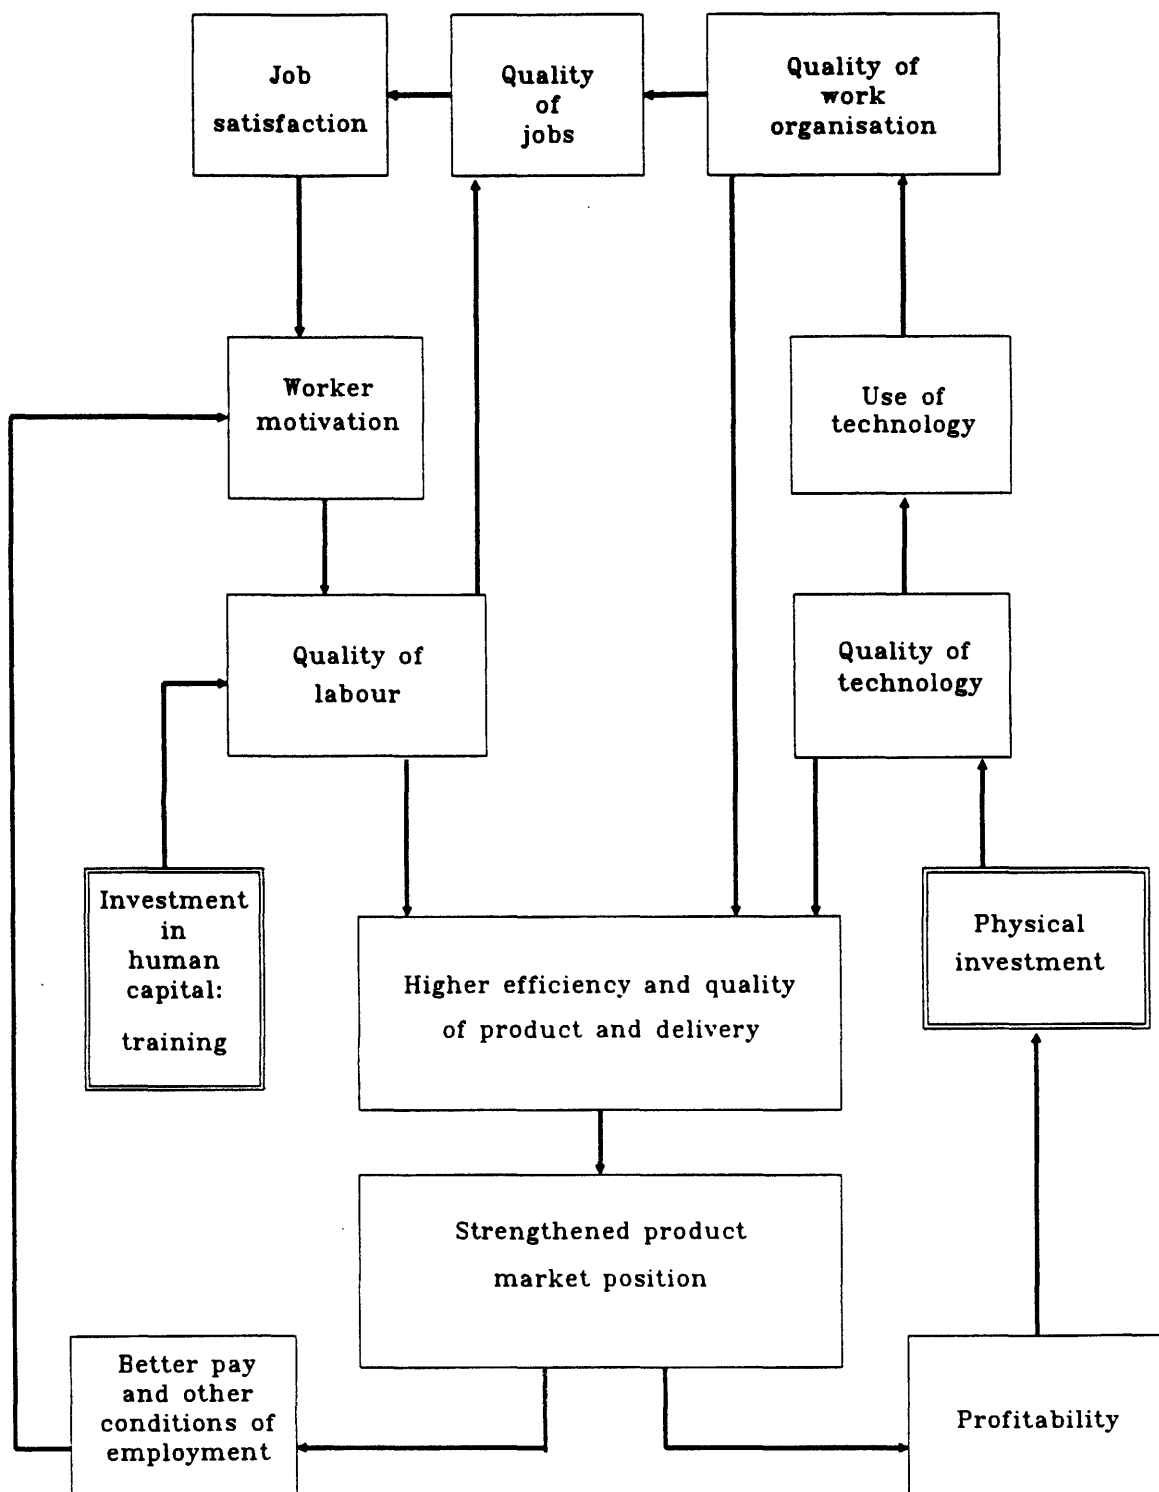 Job
satisfaction
Quality
of
jobs
Quality of
work
organisation
Worker
motivation
Use of
technology
Quality of
labour
Quality of
technology
Investment
in
human
capital:
training
Physical
investment
Higher efficiency and quality
of product and delivery
Strengthened product
market position
Better pay
and other
conditions of
employment
Profitability